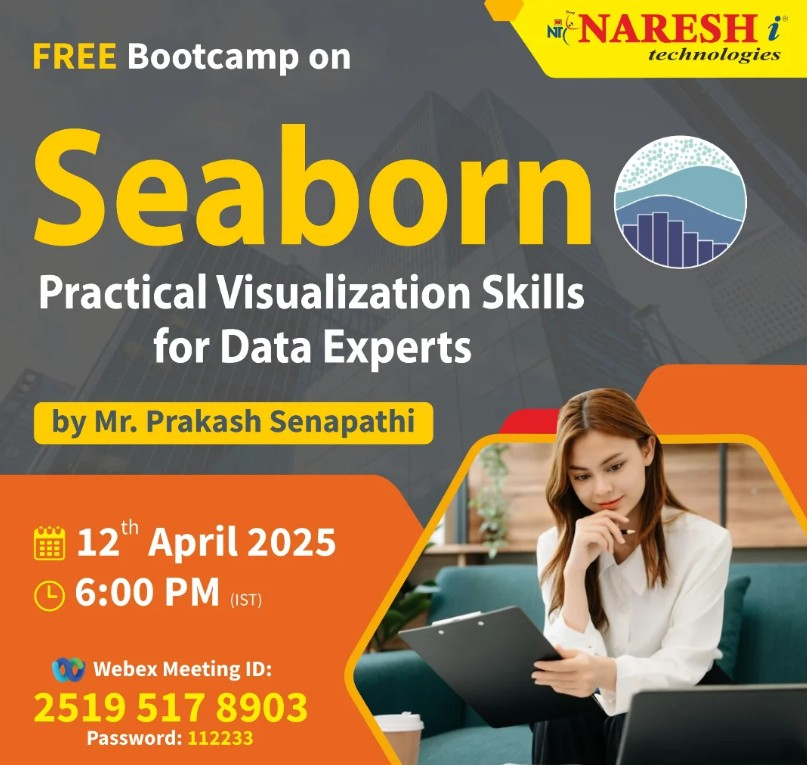 FREE Bootcamp on
NARESH i
technologies
Seaborn
Practical Visualization Skills
for Data Experts
by Mr. Prakash Senapathi
12th April 2025
6:00 PM (IST)
Webex Meeting ID:
2519 517 8903
Password: 112233